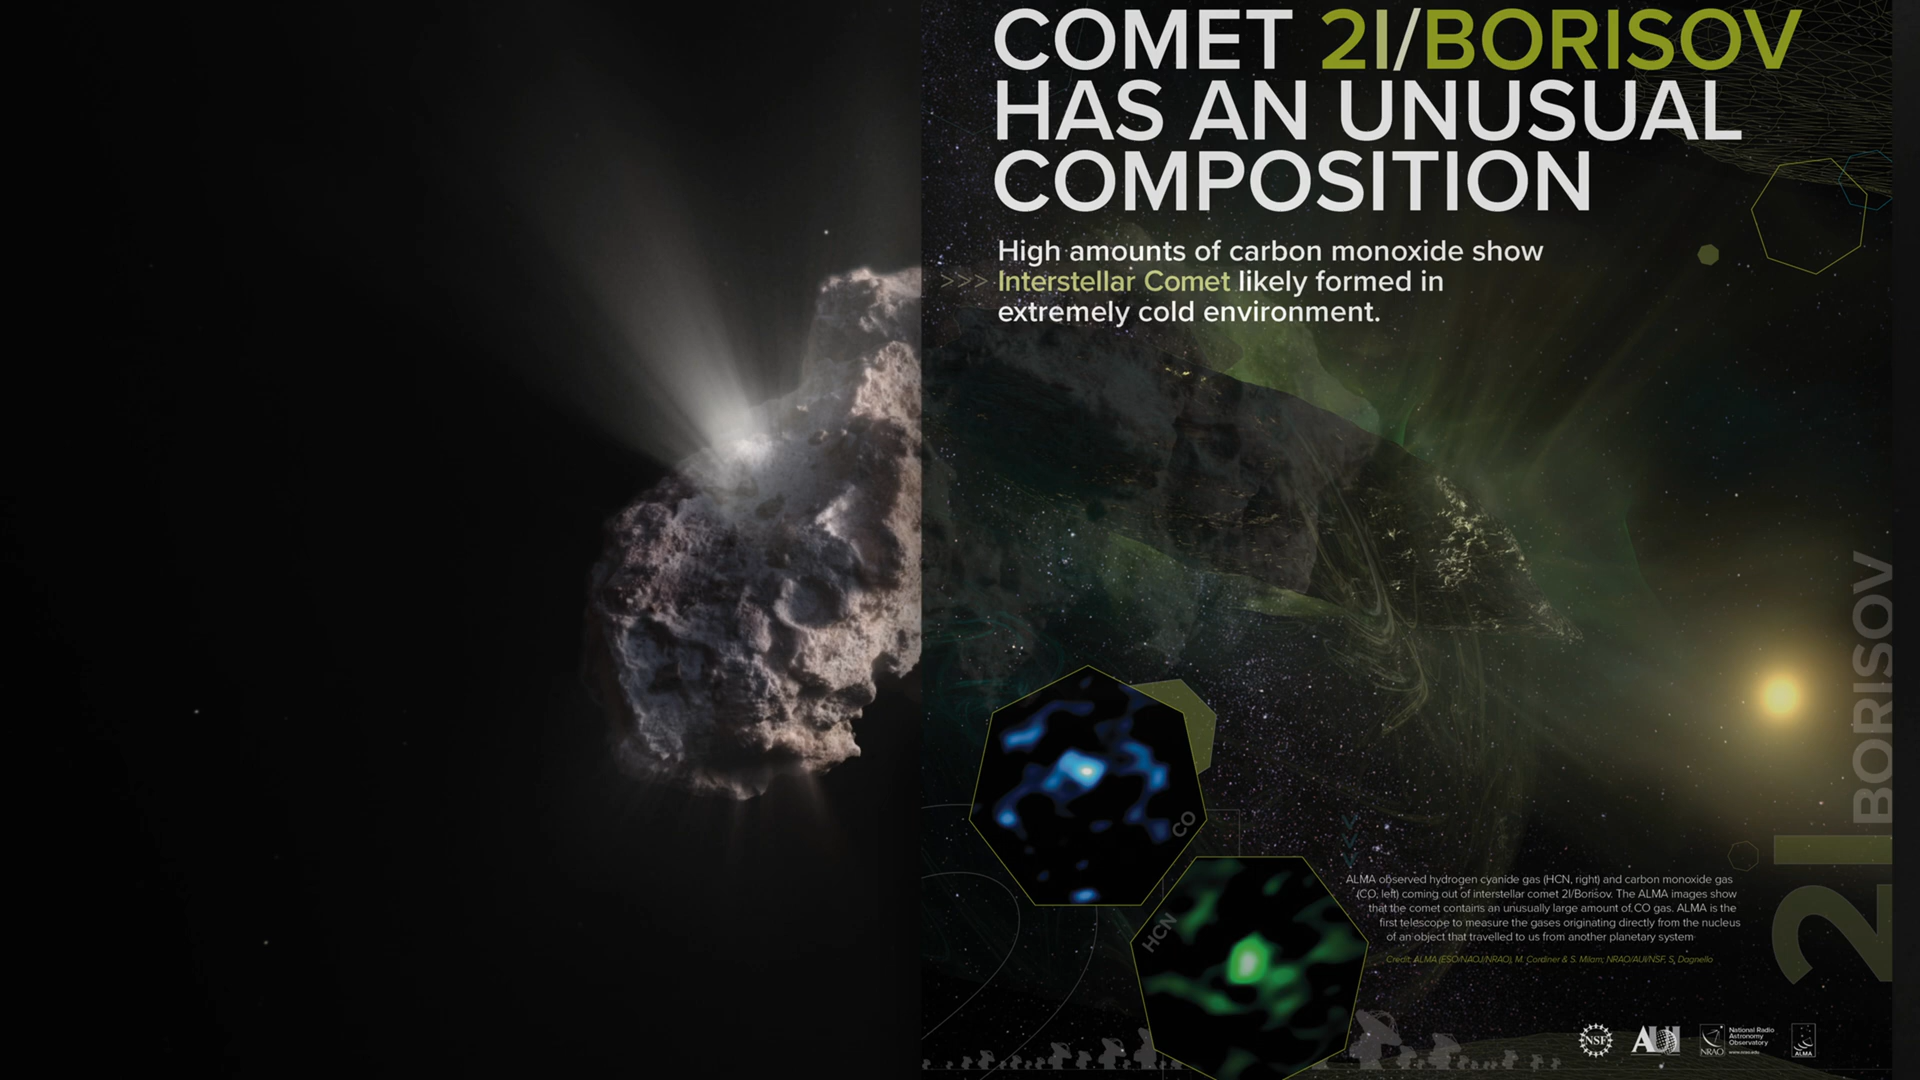 COMET 2I/BORISOV
HAS AN UNUSUAL
COMPOSITION
High amounts of carbon monoxide show
>>> Interstellar Comet likely formed in
extremely cold environment.
CO
HCN
ALMA observed hydrogen cyanide gas (HCN, right) and carbon monoxide gas
(CO, left) coming out of interstellar comet 2I/Borisov. The ALMA images show
that the comet contains an unusually large amount of CO gas. ALMA is the
first telescope to measure the gases originating directly from the nucleus
of an object that travelled to us from another planetary system
Credit: ALMA (ESO/NAOJ/NRAO), M. Cordiner & S. Milam; NRAO/AUI/NSF, S. Dagnello
2I BORISOV
NSF
AUI
NRAO
National Radio
Astronomy
Observatory
www.nrao.edu
ALMA